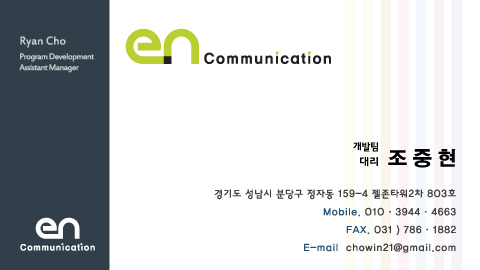 Ryan Cho
Program Development
Assistant Manager
en
Communication
en Communication
개발팀
대리 조중현
경기도 성남시 분당구 정자동 159-4 젤존타워2차 803호
Mobile. 010 · 3944 · 4663
FAX. 031 ) 786 · 1882
E-mail chowin21@gmail.com